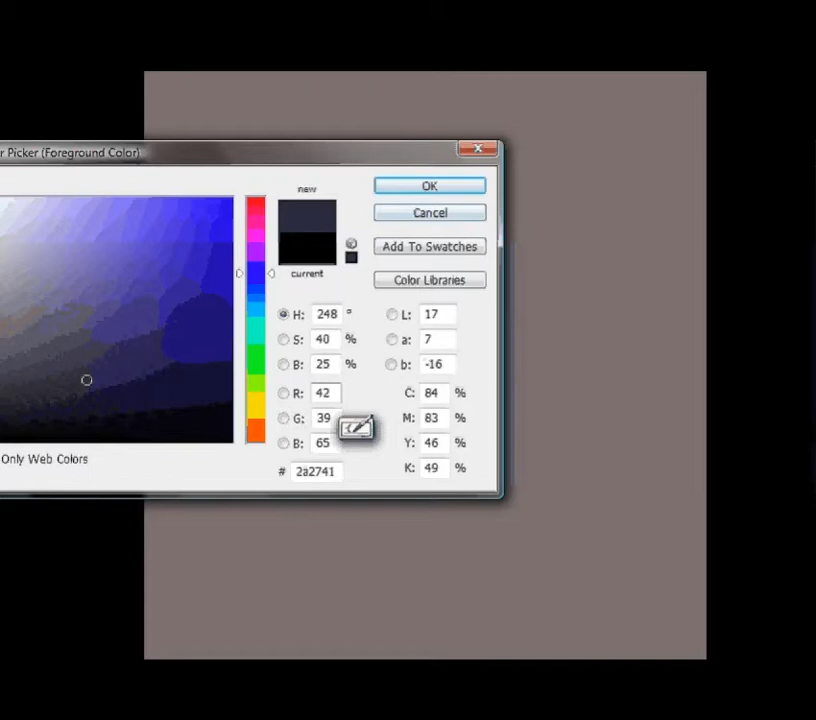 r Picker (Foreground Color)
new
current
OK
Cancel
Add To Swatches
Color Libraries
H: 248 °
S: 40 %
B: 25 %
R: 42
G: 39
B: 65
# 2a2741
L: 17
a: 7
b: -16
C: 84 %
M: 83 %
Y: 46 %
K: 49 %
Only Web Colors